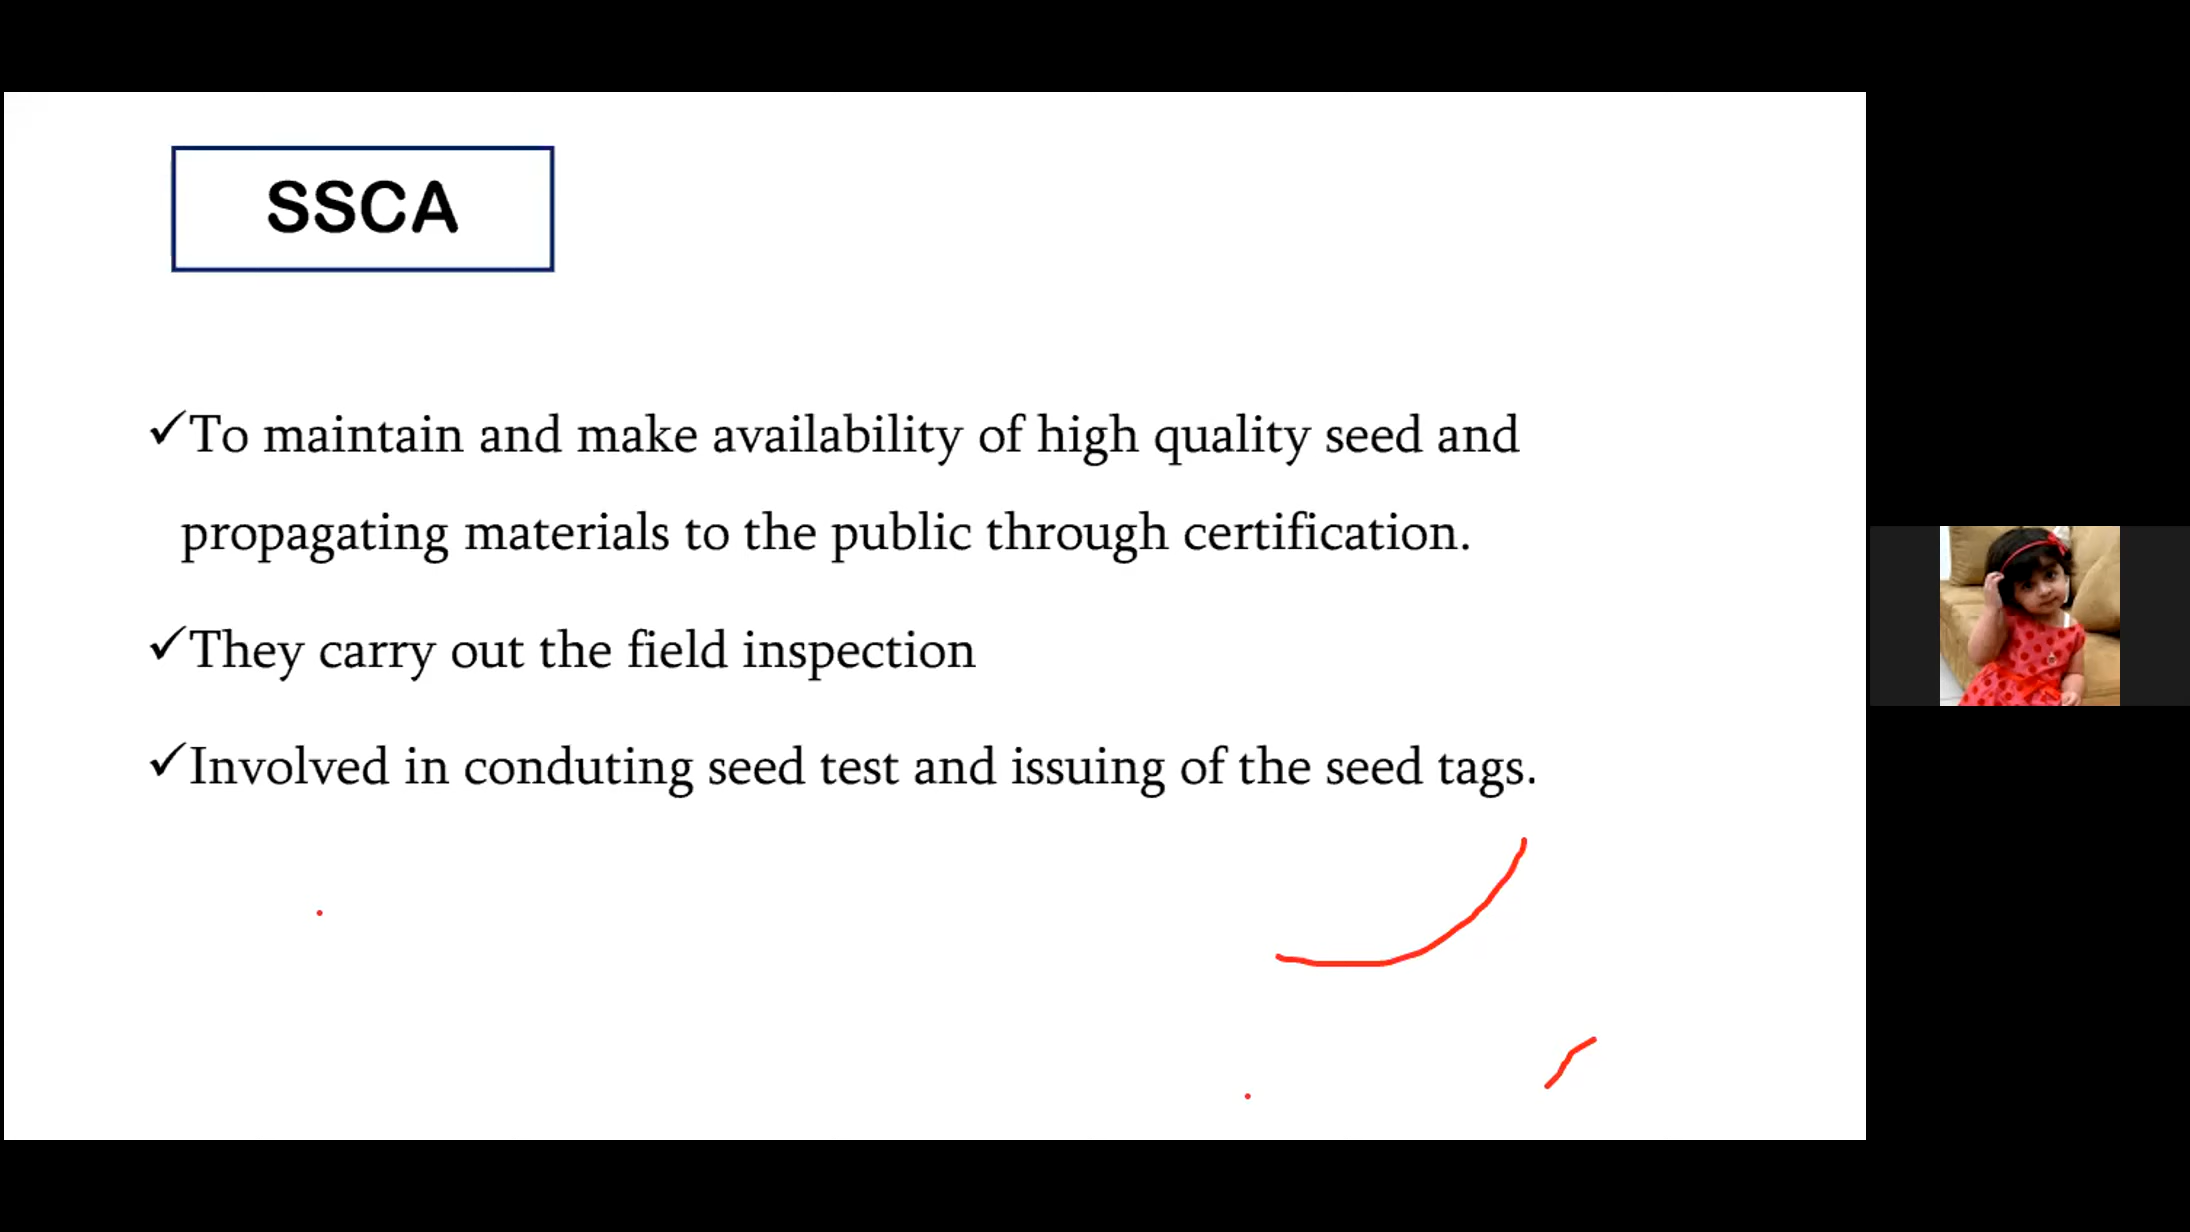 SSCA
✓To maintain and make availability of high quality seed and
propagating materials to the public through certification.
✓They carry out the field inspection
✓Involved in conduting seed test and issuing of the seed tags.